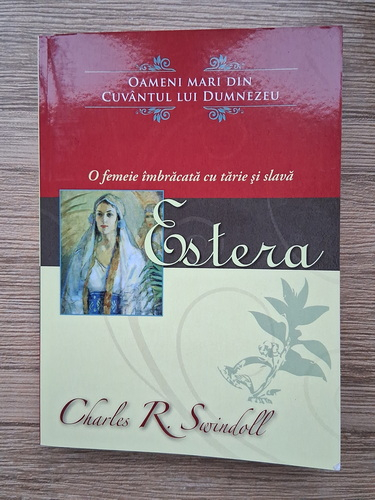 OAMENI MARI DIN
CUVÂNTUL LUI DUMNEZEU
O femeie îmbrăcată cu tărie și slavă
Estera
Charles R. Swindoll